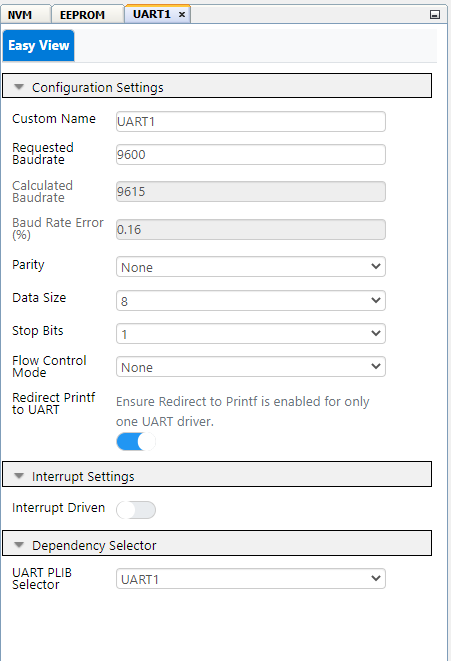 NVM EEPROM UART1 ×
Easy View
Configuration Settings
Custom Name UART1
Requested
Baudrate 9600
Calculated
Baudrate 9615
Baud Rate Error
(%) 0.16
Parity None
Data Size 8
Stop Bits 1
Flow Control
Mode None
Redirect Printf
to UART
Ensure Redirect to Printf is enabled for only
one UART driver.
Interrupt Settings
Interrupt Driven
Dependency Selector
UART PLIB
Selector UART1